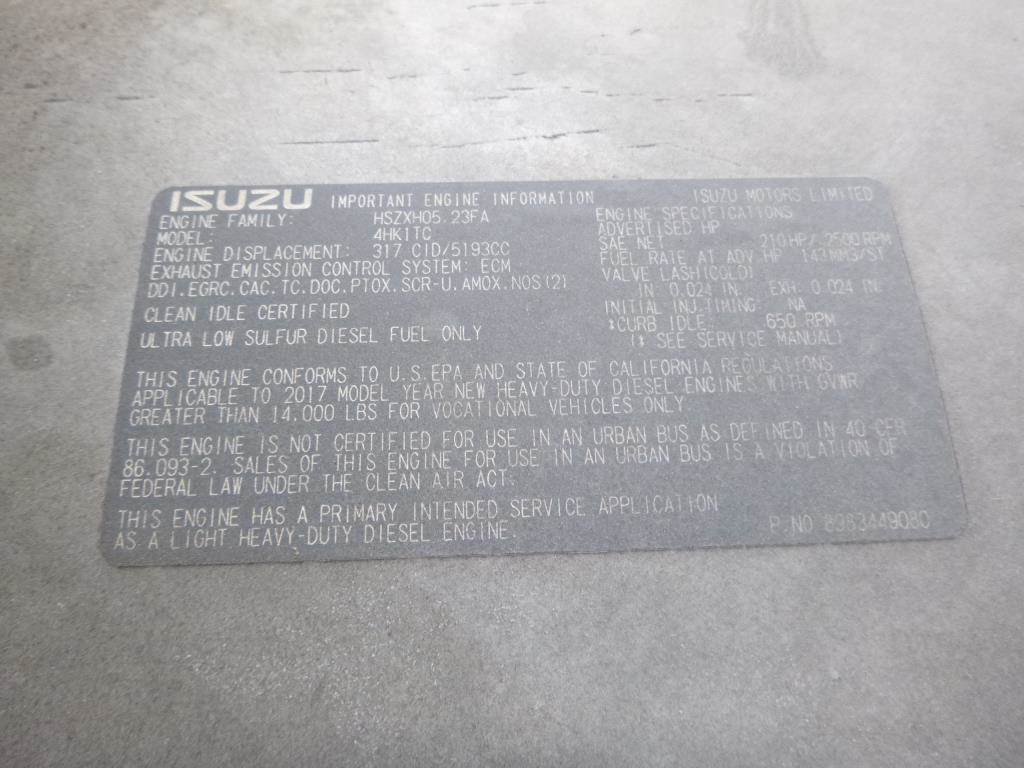 ISUZU IMPORTANT ENGINE INFORMATION ISUZU MOTORS LIMITED
ENGINE FAMILY: HSZXH05.23FA
MODEL: 4HK1TC
ENGINE DISPLACEMENT: 317 CID/5193CC
EXHAUST EMISSION CONTROL SYSTEM: ECM
DDI.EGRC.CAC.TC.DOC.PTOX.SCR-U.AMOX.NOS(2)
CLEAN IDLE CERTIFIED
ULTRA LOW SULFUR DIESEL FUEL ONLY
ENGINE SPECIFICATIONS
ADVERTISED HP
SAE NET 210HP/ 2500 RPM
FUEL RATE AT ADV HP 143 MM3/ST
VALVE LASH(COLD)
IN 0.024 IN. EXH. 0.024 IN.
INITIAL INJ.TIMING: NA
*CURB IDLE: 650 RPM
(* SEE SERVICE MANUAL)
THIS ENGINE CONFORMS TO U.S.EPA AND STATE OF CALIFORNIA REGULATIONS
APPLICABLE TO 2017 MODEL YEAR NEW HEAVY-DUTY DIESEL ENGINES WITH GVWR
GREATER THAN 14.000 LBS FOR VOCATIONAL VEHICLES ONLY
THIS ENGINE IS NOT CERTIFIED FOR USE IN AN URBAN BUS AS DEFINED IN 40 CFR
86.093-2. SALES OF THIS ENGINE FOR USE IN AN URBAN BUS IS A VIOLATION OF
FEDERAL LAW UNDER THE CLEAN AIR ACT.
THIS ENGINE HAS A PRIMARY INTENDED SERVICE APPLICATION
AS A LIGHT HEAVY-DUTY DIESEL ENGINE.
P.NO 8983449080